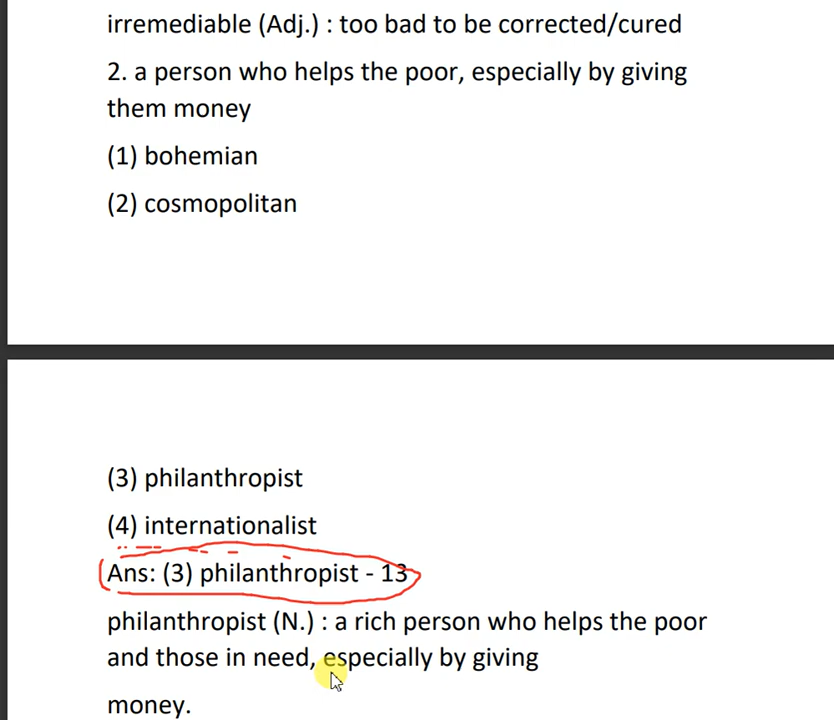 irremediable (Adj.) : too bad to be corrected/cured
2. a person who helps the poor, especially by giving
them money
(1) bohemian
(2) cosmopolitan
(3) philanthropist
(4) internationalist
Ans: (3) philanthropist - 13
philanthropist (N.) : a rich person who helps the poor
and those in need, especially by giving
money.